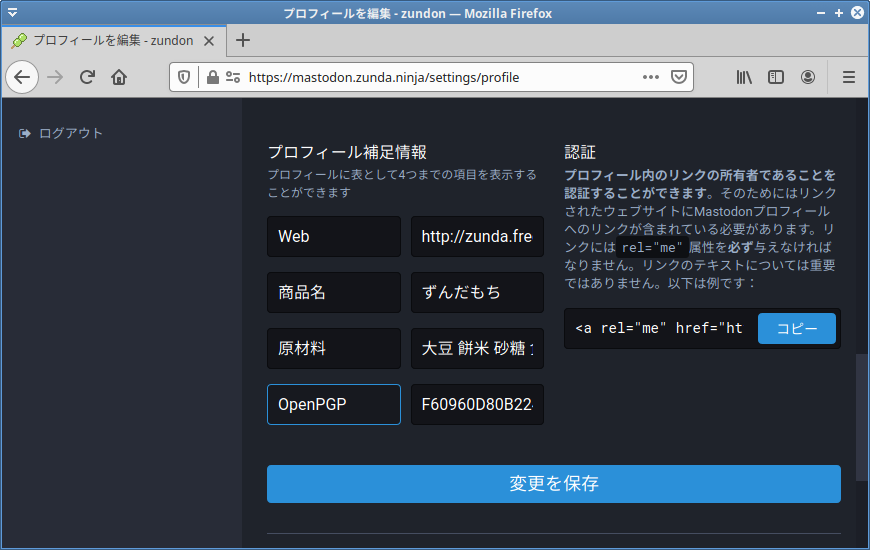 プロフィールを編集 - zundon — Mozilla Firefox
プロフィールを編集 - zundon
https://mastodon.zunda.ninja/settings/profile
ログアウト
プロフィール補足情報
プロフィールに表として4つまでの項目を表示する
ことができます
Web
http://zunda.fre
商品名
ずんだもち
原材料
大豆 餅米 砂糖
OpenPGP
F60960D80B22
認証
プロフィール内のリンクの所有者であることを
認証することができます。そのためにはリンク
されたウェブサイトにMastodonプロフィール
へのリンクが含まれている必要があります。リ
ンクには rel="me" 属性を必ず与えなければ
なりません。リンクのテキストについては重要
ではありません。以下は例です：
<a rel="me" href="ht
コピー
変更を保存